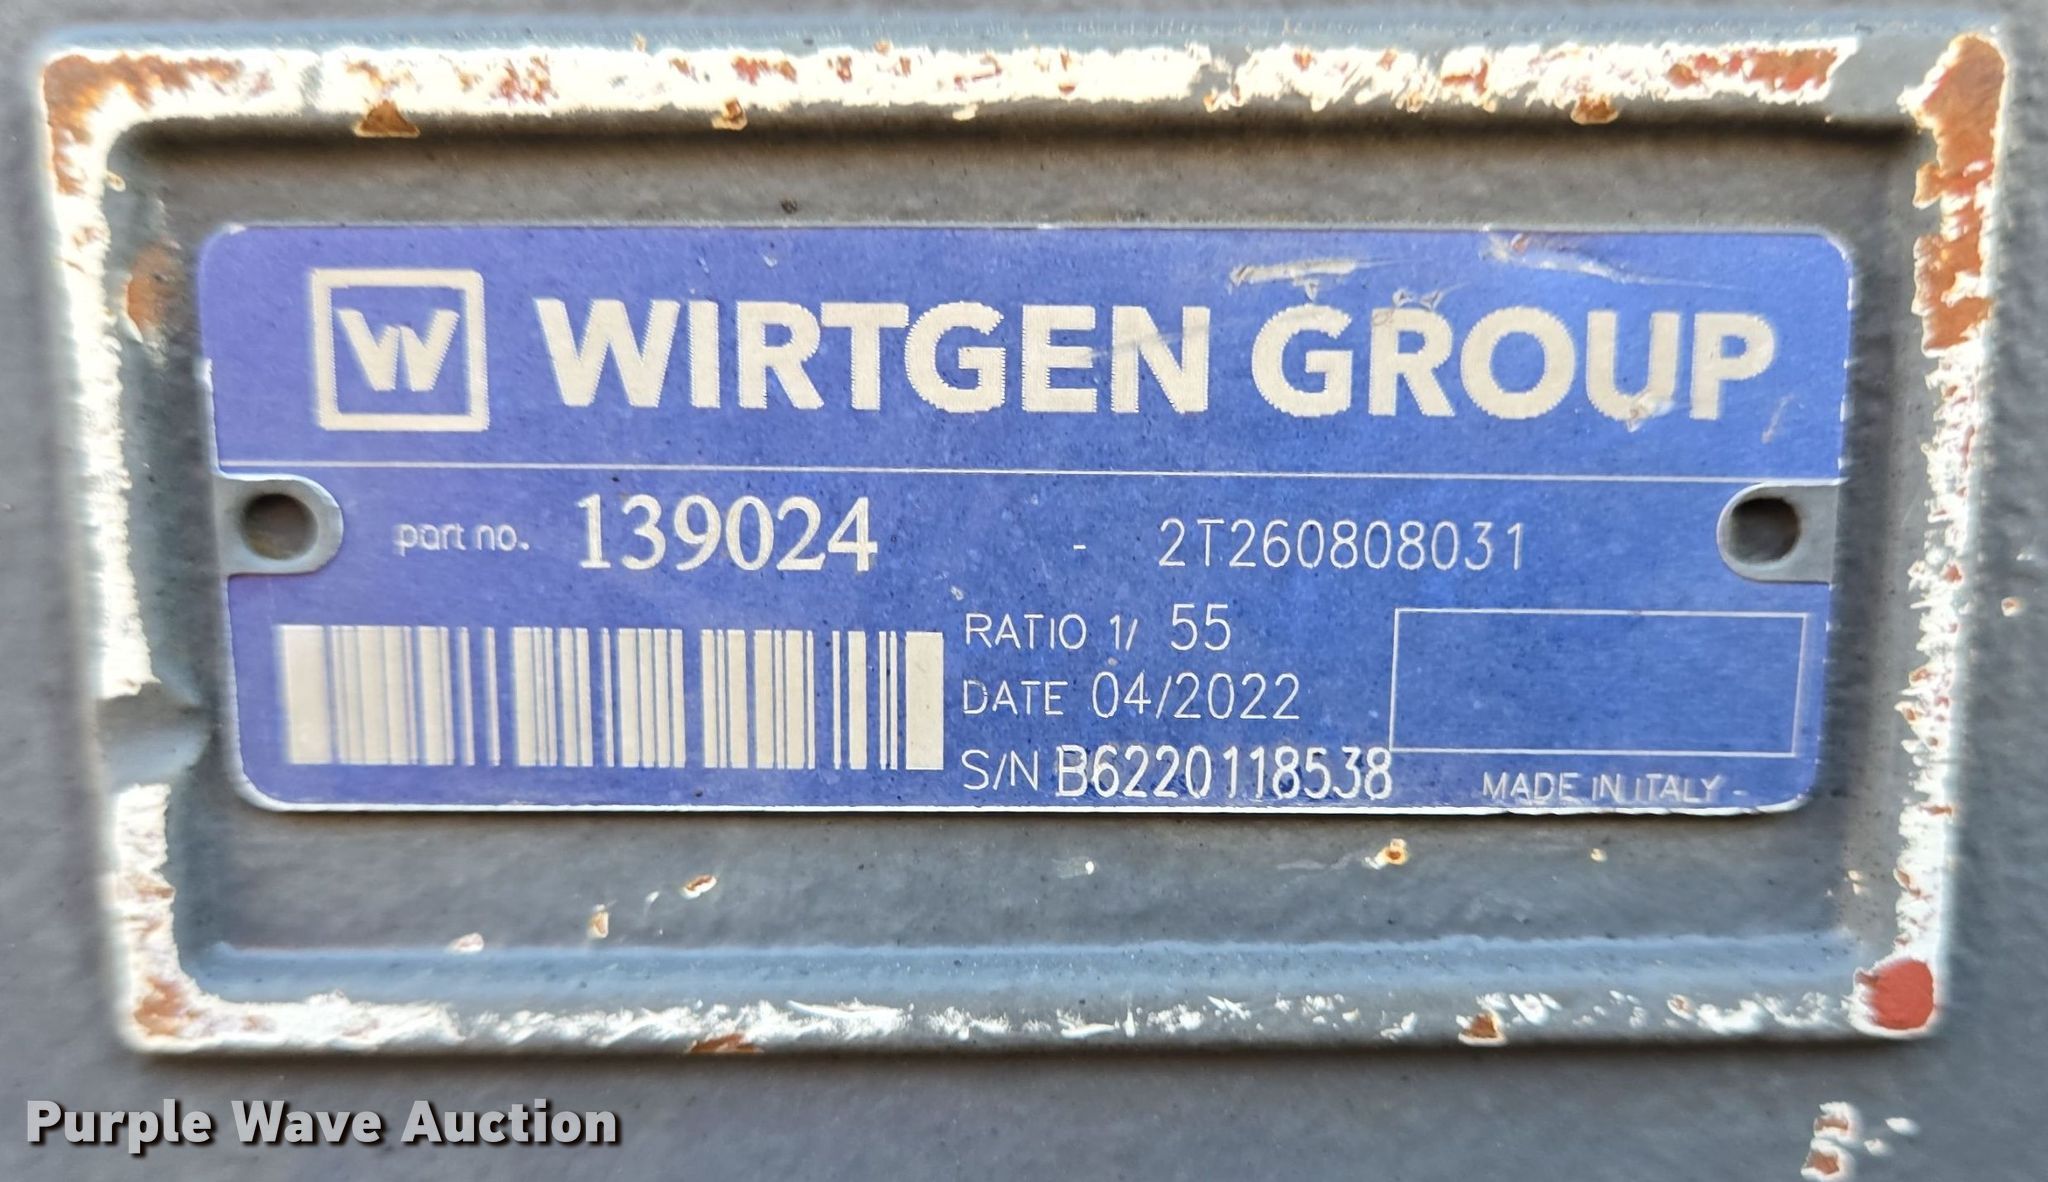 W WIRTGEN GROUP
part no. 139024 - 2T260808031
RATIO 1/ 55
DATE 04/2022
S/N B6220118538
MADE IN ITALY -
Purple Wave Auction